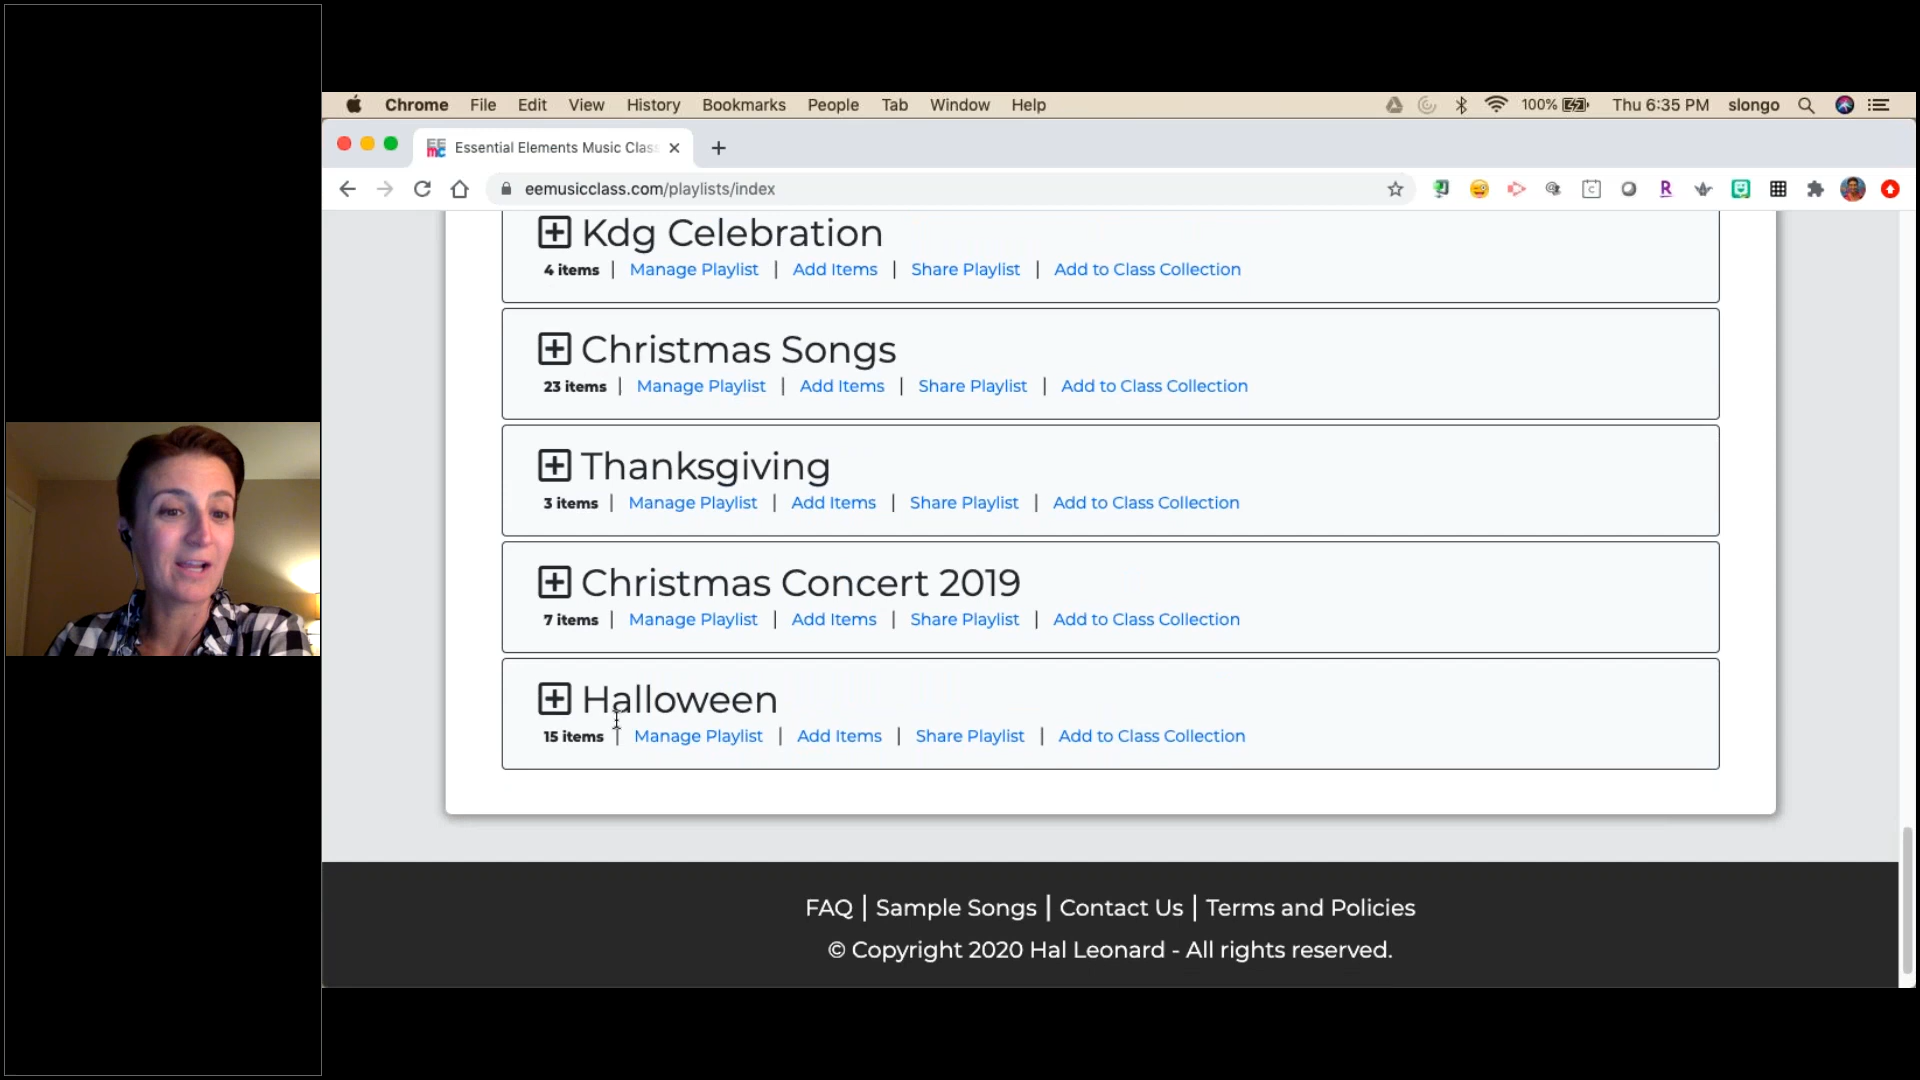 Chrome File Edit View History Bookmarks People Tab Window Help 100% Thu 6:35 PM slongo
Essential Elements Music Clas
eemusicclass.com/playlists/index
Kdg Celebration
4 items | Manage Playlist | Add Items | Share Playlist | Add to Class Collection
Christmas Songs
23 items | Manage Playlist | Add Items | Share Playlist | Add to Class Collection
Thanksgiving
3 items | Manage Playlist | Add Items | Share Playlist | Add to Class Collection
Christmas Concert 2019
7 items | Manage Playlist | Add Items | Share Playlist | Add to Class Collection
Halloween
15 items | Manage Playlist | Add Items | Share Playlist | Add to Class Collection
FAQ | Sample Songs | Contact Us | Terms and Policies
© Copyright 2020 Hal Leonard - All rights reserved.